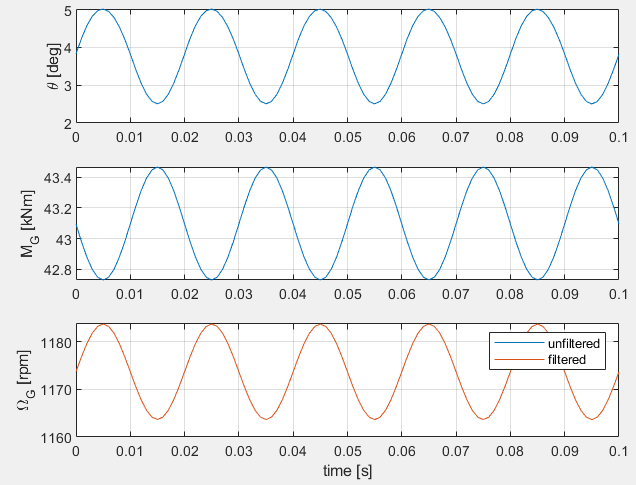 5
4
3
2
θ [deg]
0 0.01 0.02 0.03 0.04 0.05 0.06 0.07 0.08 0.09 0.1
43.4
43.2
43
42.8
M_G [kNm]
0 0.01 0.02 0.03 0.04 0.05 0.06 0.07 0.08 0.09 0.1
1180
1170
1160
Ω_G [rpm]
unfiltered
filtered
0 0.01 0.02 0.03 0.04 0.05 0.06 0.07 0.08 0.09 0.1
time [s]